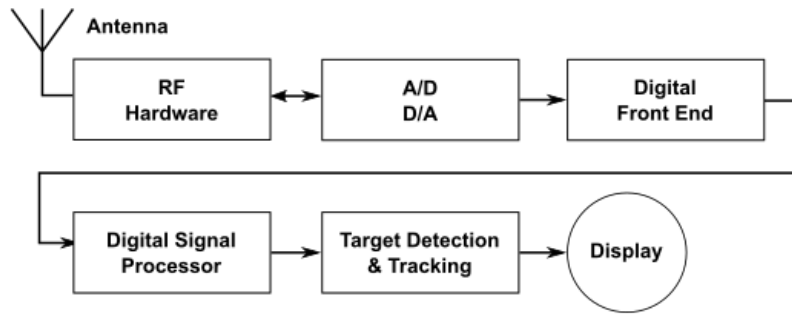 Antenna
RF
Hardware
A/D
D/A
Digital
Front End
Digital Signal
Processor
Target Detection
& Tracking
Display